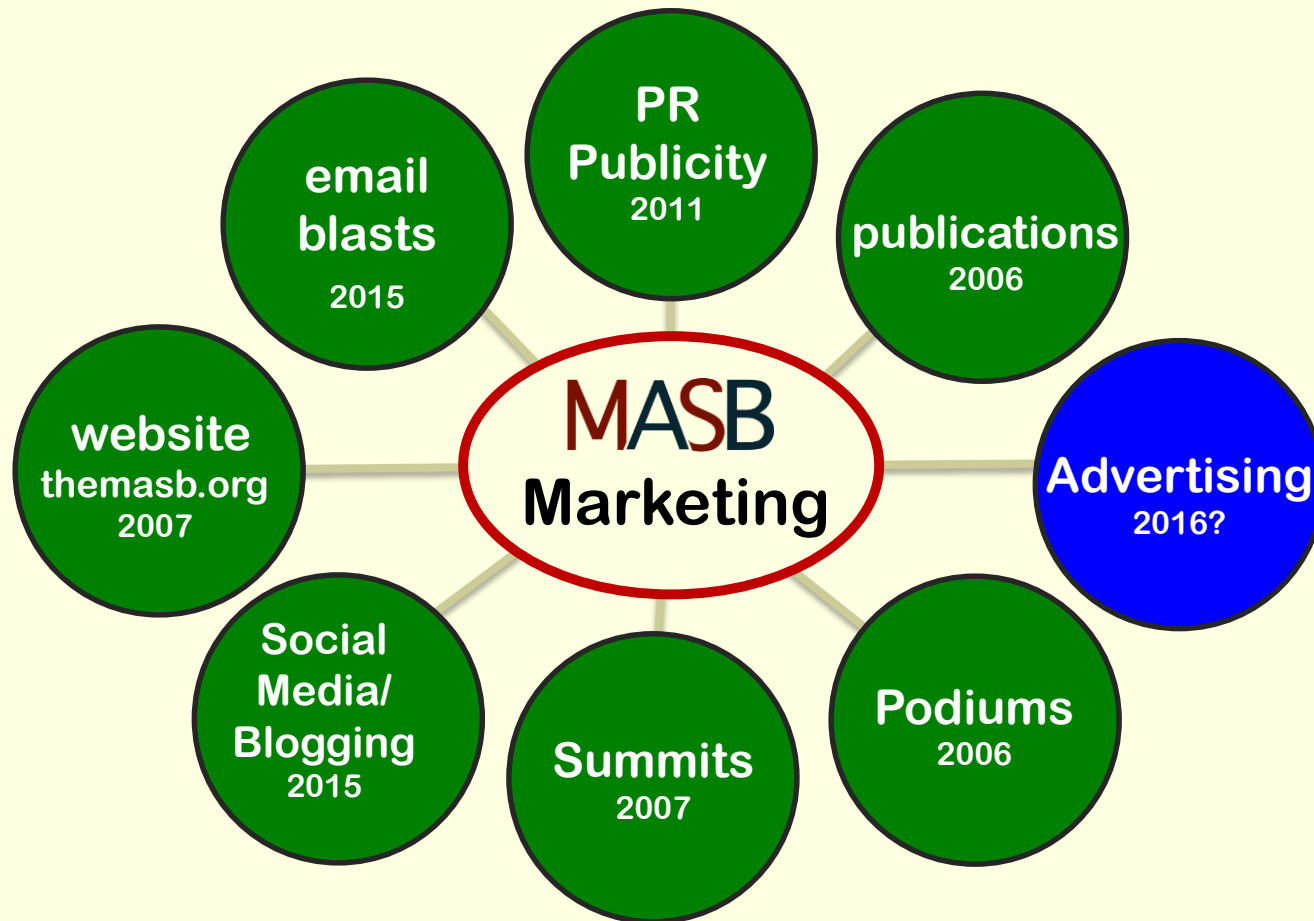 PR
Publicity
2011
publications
2006
Advertising
2016?
Podiums
2006
Summits
2007
Social
Media/
Blogging
2015
website
themasb.org
2007
email
blasts
2015
MASB
Marketing